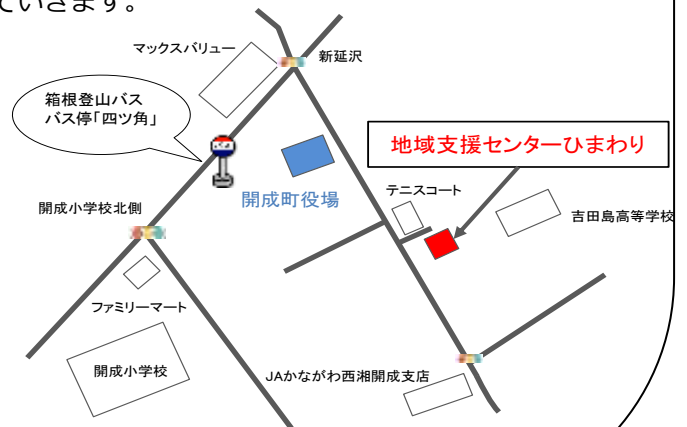 ていきます。
マックスバリュー
新延沢
箱根登山バス
バス停「四ツ角」
地域支援センターひまわり
開成町役場
テニスコート
開成小学校北側
吉田島高等学校
ファミリーマート
開成小学校
JAかながわ西湘開成支店